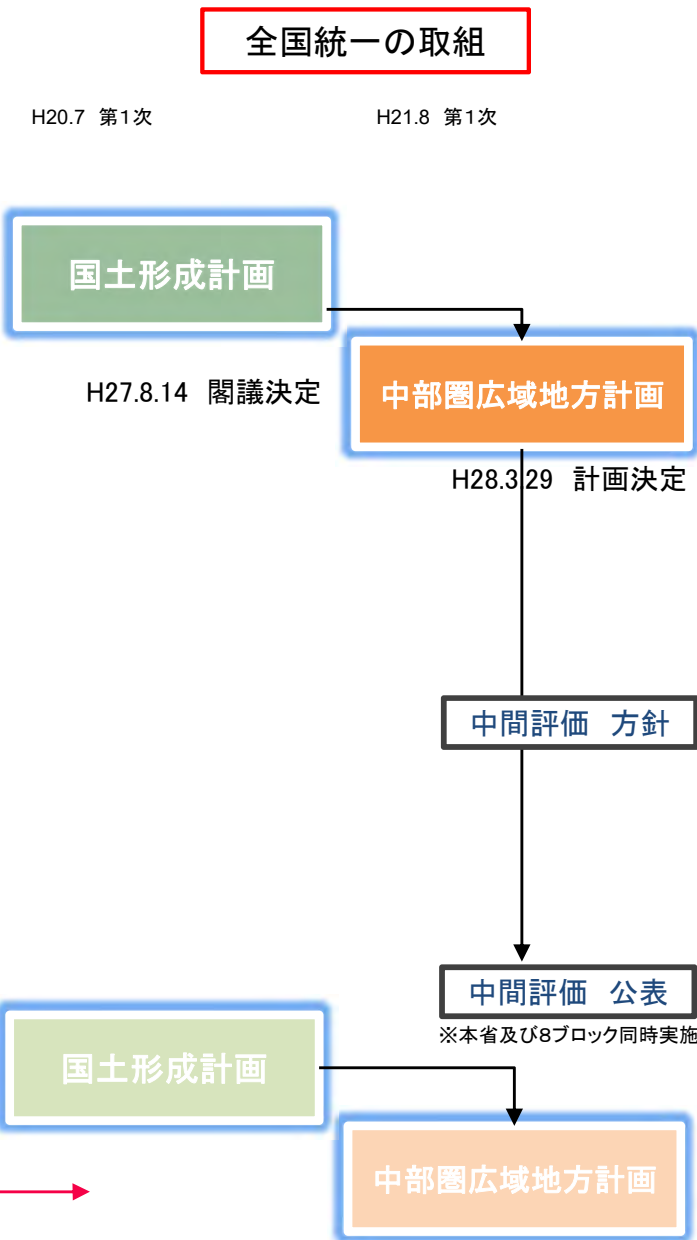 全国統一の取組
H20.7 第1次
H21.8 第1次
国土形成計画
H27.8.14 閣議決定
中部圏広域地方計画
H28.3.29 計画決定
中間評価 方針
中間評価 公表
※本省及び8ブロック同時実施
国土形成計画
中部圏広域地方計画